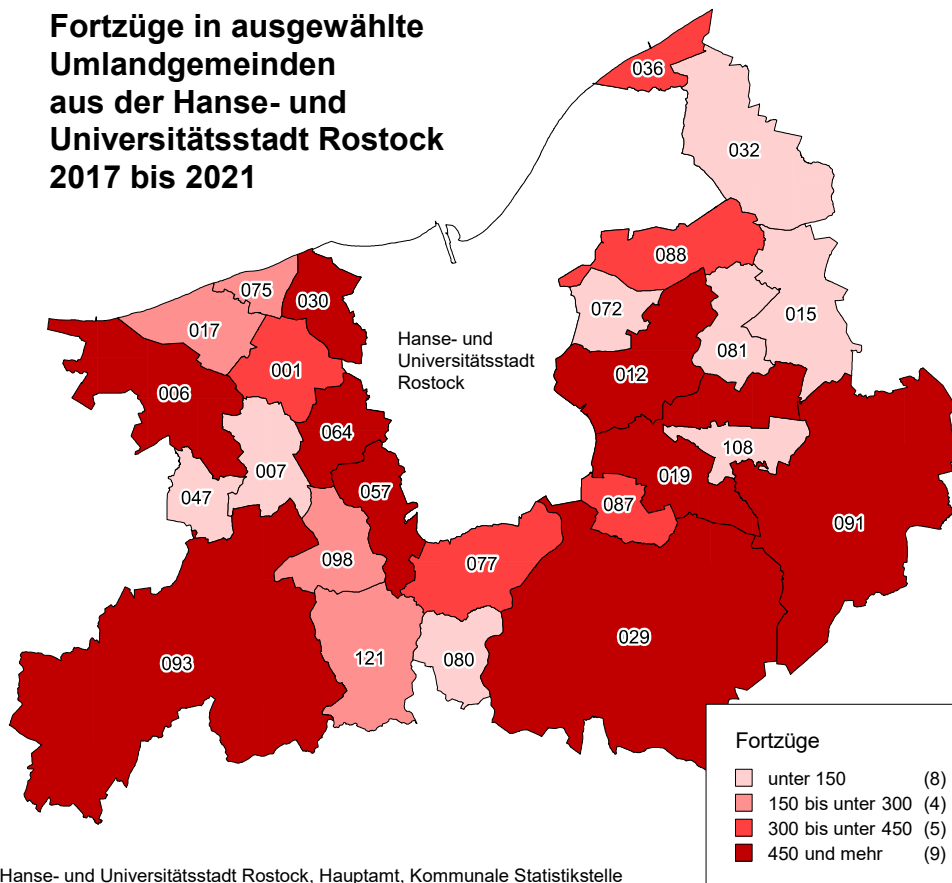 Fortzüge in ausgewählte
Umlandgemeinden
aus der Hanse- und
Universitätsstadt Rostock
2017 bis 2021
036
032
088
075
030
072
015
017
Hanse- und
Universitätsstadt
Rostock
081
001
012
006
064
108
007
019
057
047
087
091
098
077
029
093
121
080
Fortzüge
unter 150 (8)
150 bis unter 300 (4)
300 bis unter 450 (5)
450 und mehr (9)
Hanse- und Universitätsstadt Rostock, Hauptamt, Kommunale Statistikstelle